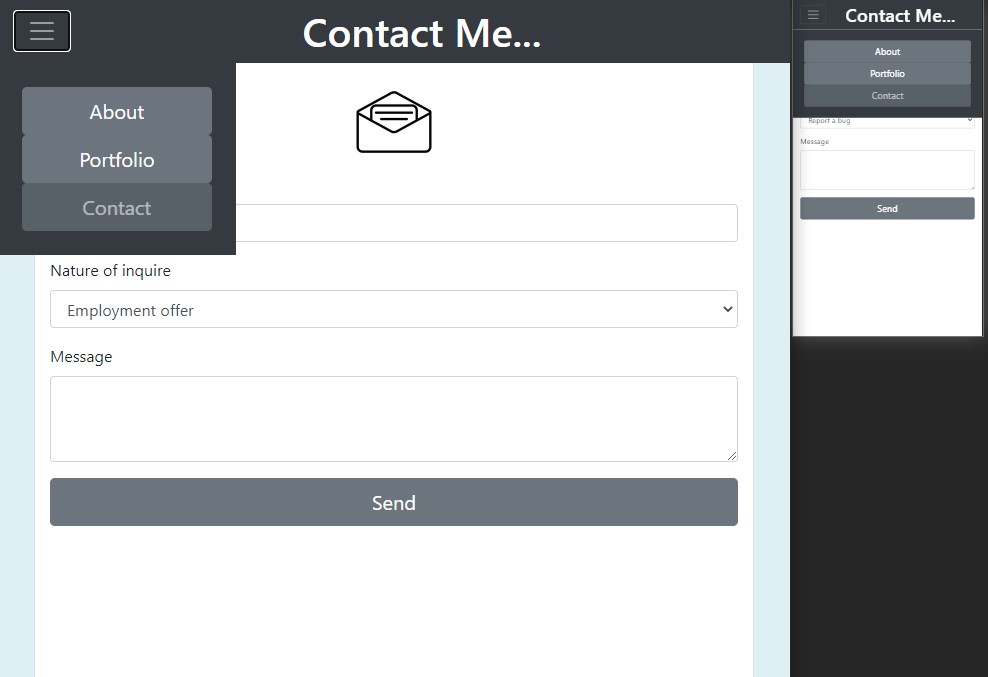 Contact Me...
About
Portfolio
Contact
Nature of inquire
Employment offer
Message
Send
Contact Me...
About
Portfolio
Contact
Report a bug
Message
Send